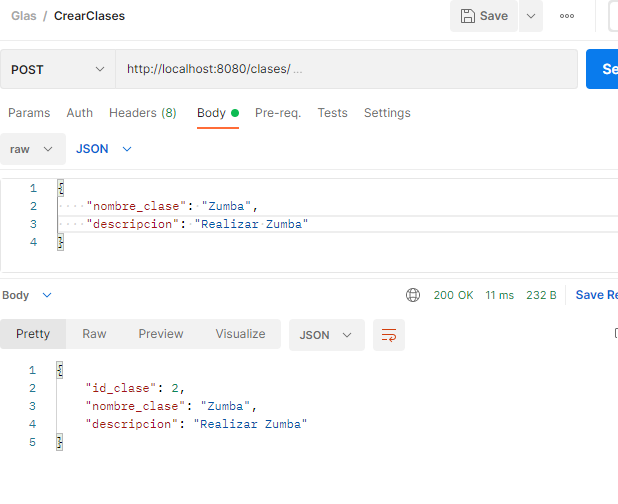 Glas / CrearClases
Save
POST http://localhost:8080/clases/ ...
Params Auth Headers (8) Body Pre-req. Tests Settings
raw JSON
1 {
2 "nombre_clase": "Zumba",
3 "descripcion": "Realizar Zumba"
4 }
Body 200 OK 11 ms 232 B Save Re
Pretty Raw Preview Visualize JSON
1 {
2 "id_clase": 2,
3 "nombre_clase": "Zumba",
4 "descripcion": "Realizar Zumba"
5 }